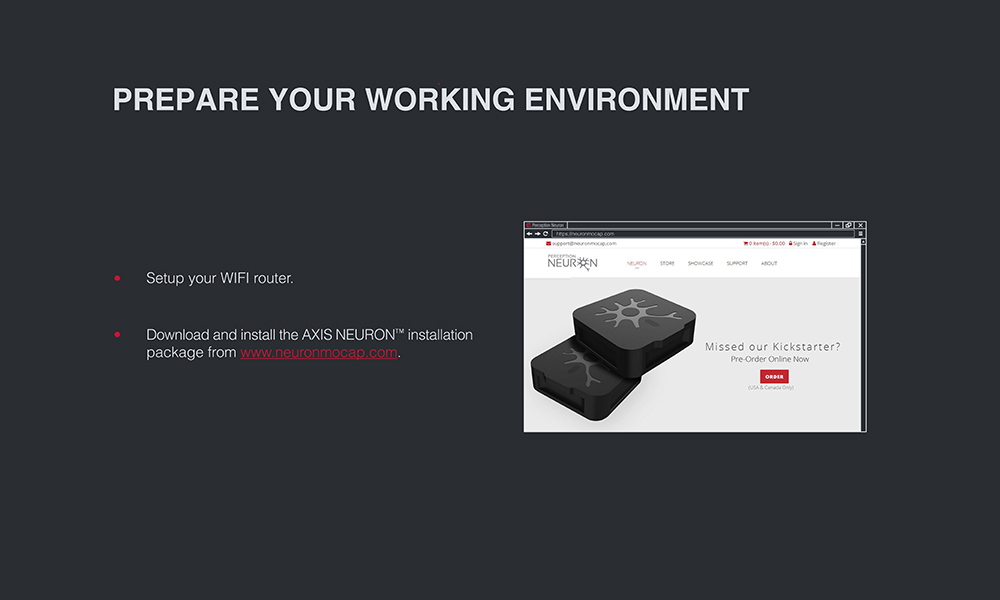 PREPARE YOUR WORKING ENVIRONMENT
• Setup your WIFI router.
• Download and install the AXIS NEURON™ installation
package from www.neuronmocap.com.
Perception Neuron
https://neuronmocap.com
support@neuronmocap.com 0 item(s) - $0.00 Sign In Register
PERCEPTION
NEURON
NEURON STORE SHOWCASE SUPPORT ABOUT
Missed our Kickstarter?
Pre-Order Online Now
ORDER
(USA & Canada Only)